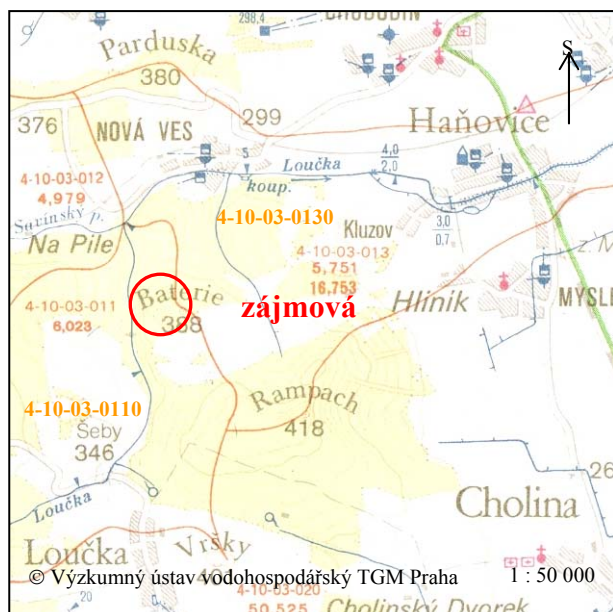 298,4
Parduska
380
S
376
299
NOVÁ VES
Haňovice
5
Loučka
4,0
2,0
4-10-03-012
4,979
koup.
4-10-03-0130
Kluzov
3,0
0,7
Na Pile
4-10-03-013
5,751
16,753
Hliník
4-10-03-011
6,023
Baterie
388
zájmová
MYSLE
4-10-03-0110
Rampach
418
Šeby
346
26
Cholina
Loučka
Loučka
Vršky
© Výzkumný ústav vodohospodářský TGM Praha
1 : 50 000
4-10-03-020
50,525
Cholinský Dvorek
20